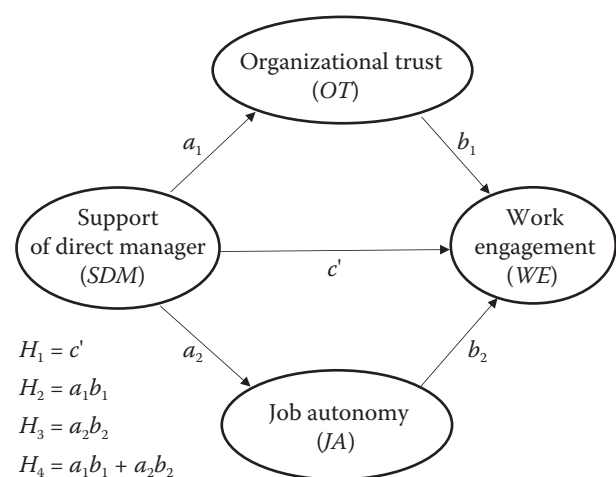 Organizational trust
(OT)
a₁
b₁
Support
of direct manager
(SDM)
c'
Work
engagement
(WE)
a₂
b₂
Job autonomy
(JA)
H₁ = c'
H₂ = a₁b₁
H₃ = a₂b₂
H₄ = a₁b₁ + a₂b₂